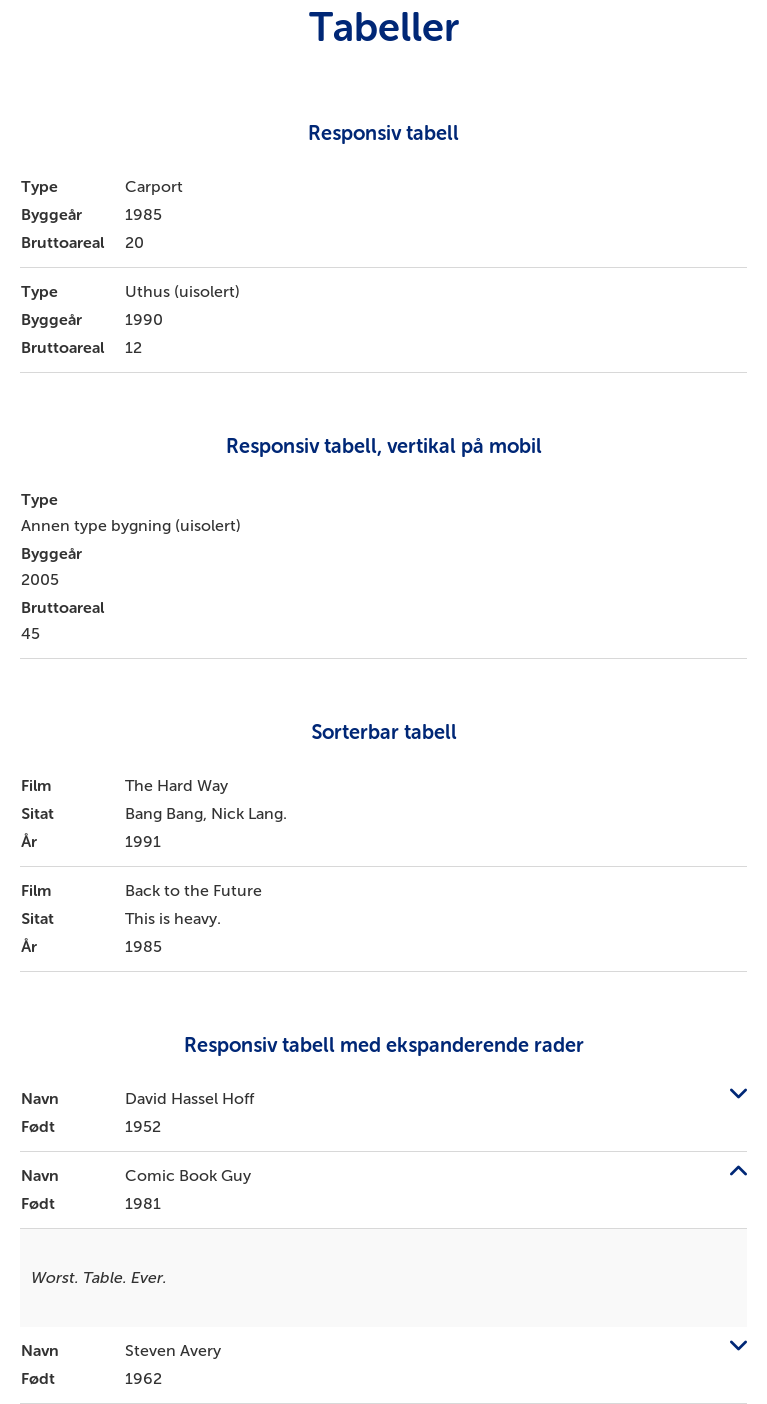 Tabeller
Responsiv tabell
Type Carport
Byggeår 1985
Bruttoareal 20
Type Uthus (uisolert)
Byggeår 1990
Bruttoareal 12
Responsiv tabell, vertikal på mobil
Type
Annen type bygning (uisolert)
Byggeår
2005
Bruttoareal
45
Sorterbar tabell
Film The Hard Way
Sitat Bang Bang, Nick Lang.
År 1991
Film Back to the Future
Sitat This is heavy.
År 1985
Responsiv tabell med ekspanderende rader
Navn David Hassel Hoff
Født 1952
Navn Comic Book Guy
Født 1981
Worst. Table. Ever.
Navn Steven Avery
Født 1962